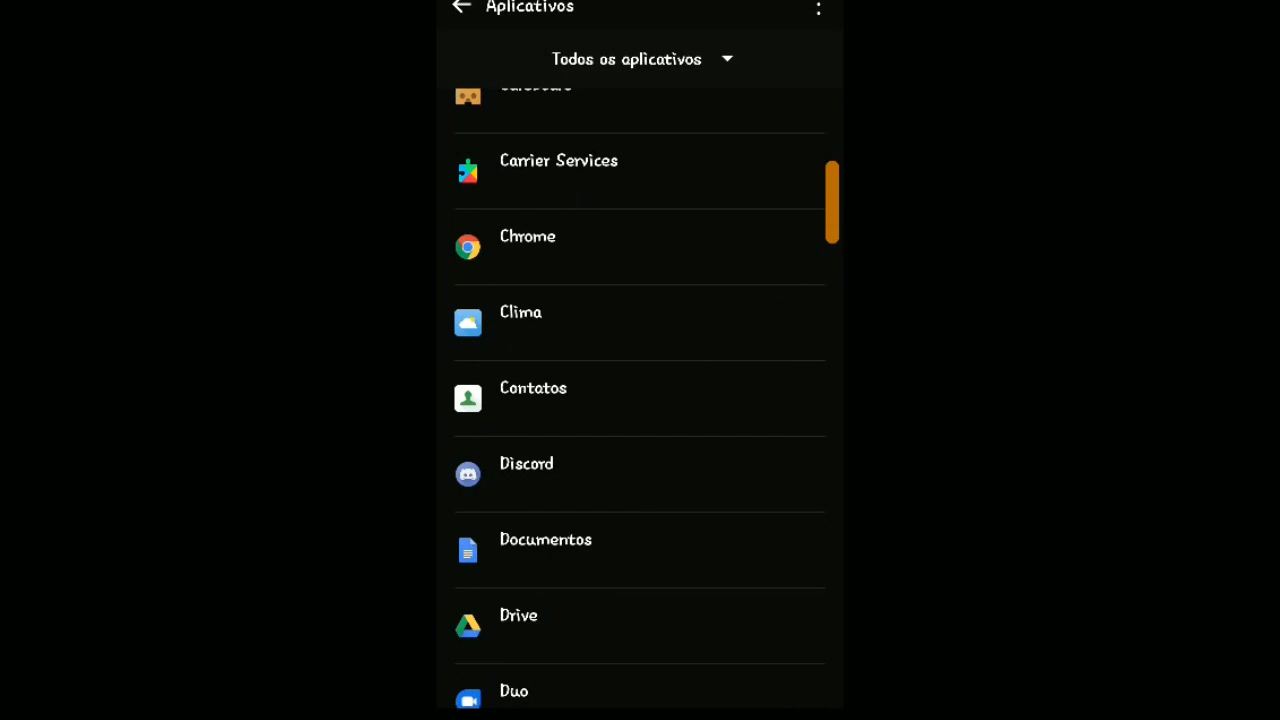 Aplicativos
Todos os aplicativos
Carrier Services
Chrome
Clima
Contatos
Discord
Documentos
Drive
Duo